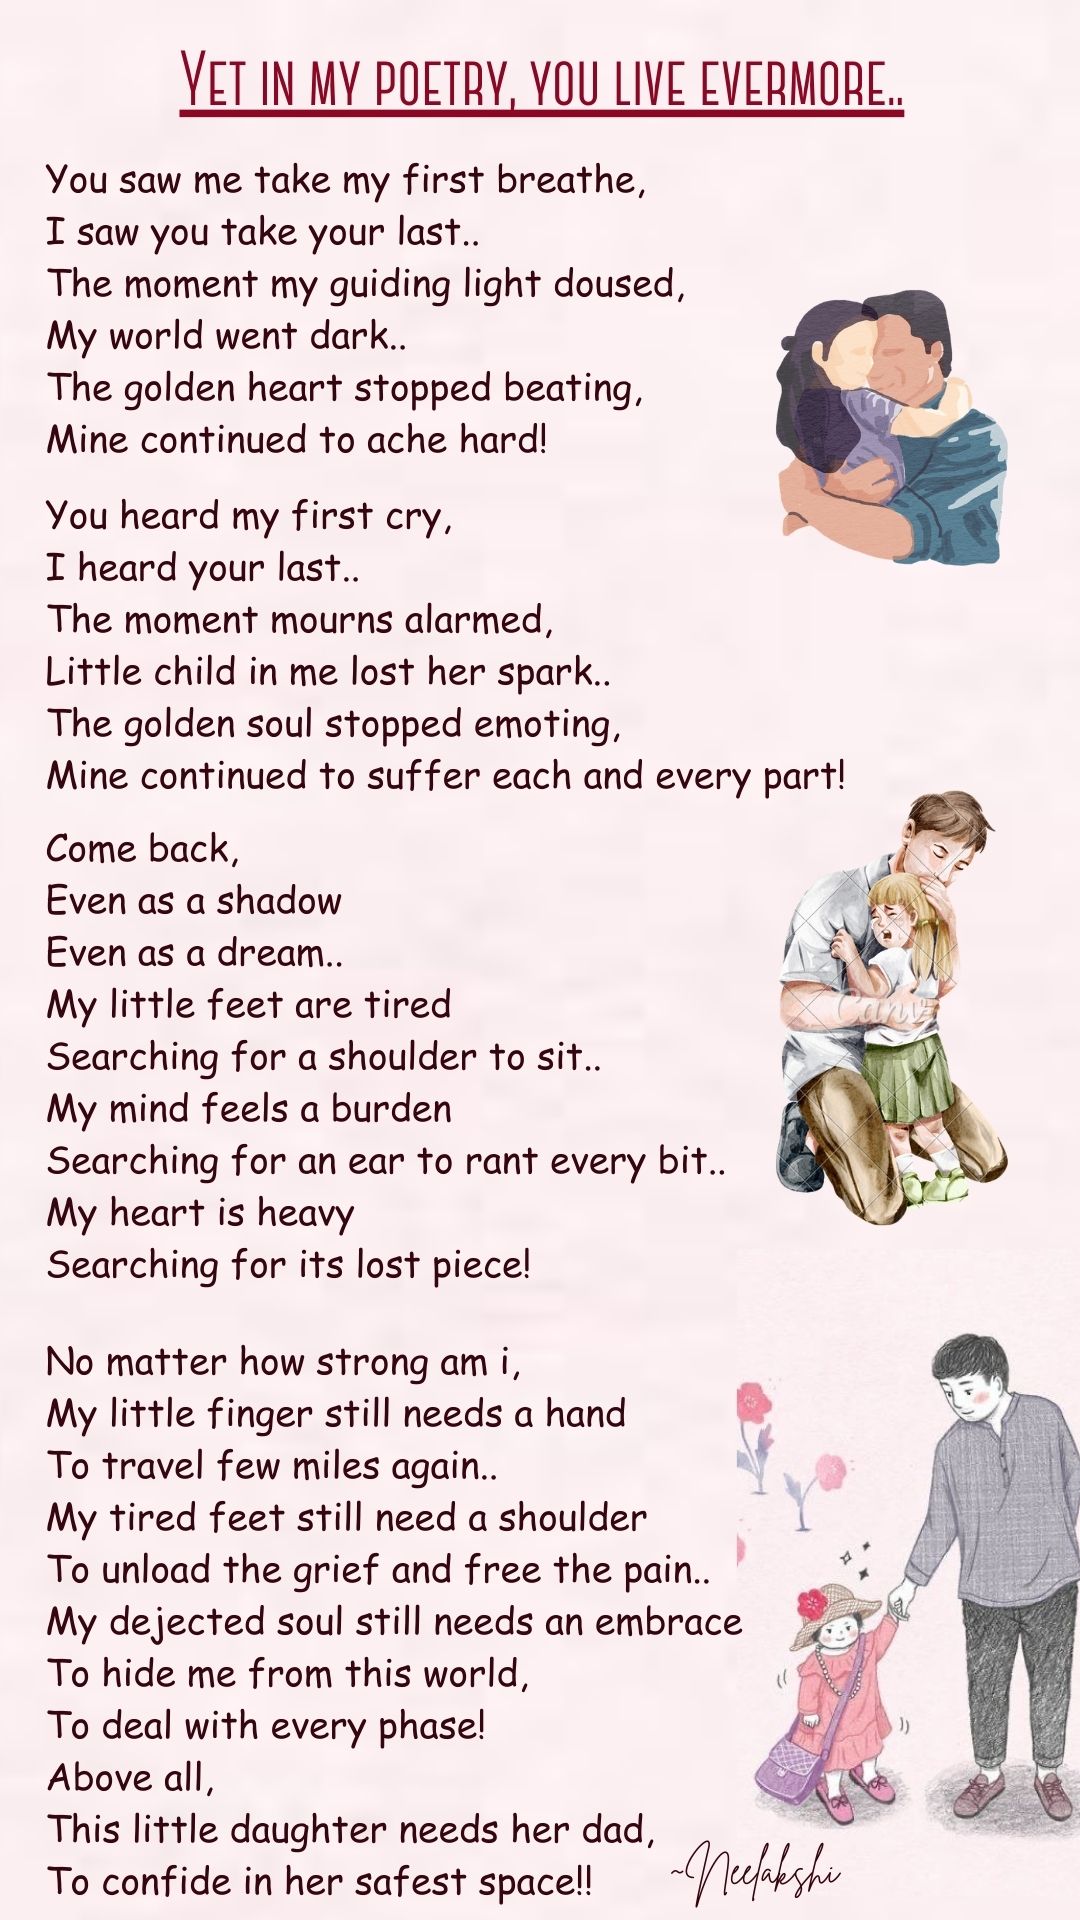 Yet in my poetry, you live evermore..
You saw me take my first breathe,
I saw you take your last..
The moment my guiding light doused,
My world went dark..
The golden heart stopped beating,
Mine continued to ache hard!
You heard my first cry,
I heard your last..
The moment mourns alarmed,
Little child in me lost her spark..
The golden soul stopped emoting,
Mine continued to suffer each and every part!
Come back,
Even as a shadow
Even as a dream..
My little feet are tired
Searching for a shoulder to sit..
My mind feels a burden
Searching for an ear to rant every bit..
My heart is heavy
Searching for its lost piece!
No matter how strong am i,
My little finger still needs a hand
To travel few miles again..
My tired feet still need a shoulder
To unload the grief and free the pain..
My dejected soul still needs an embrace
To hide me from this world,
To deal with every phase!
Above all,
This little daughter needs her dad,
To confide in her safest space!!
~Neelakshi
Canva